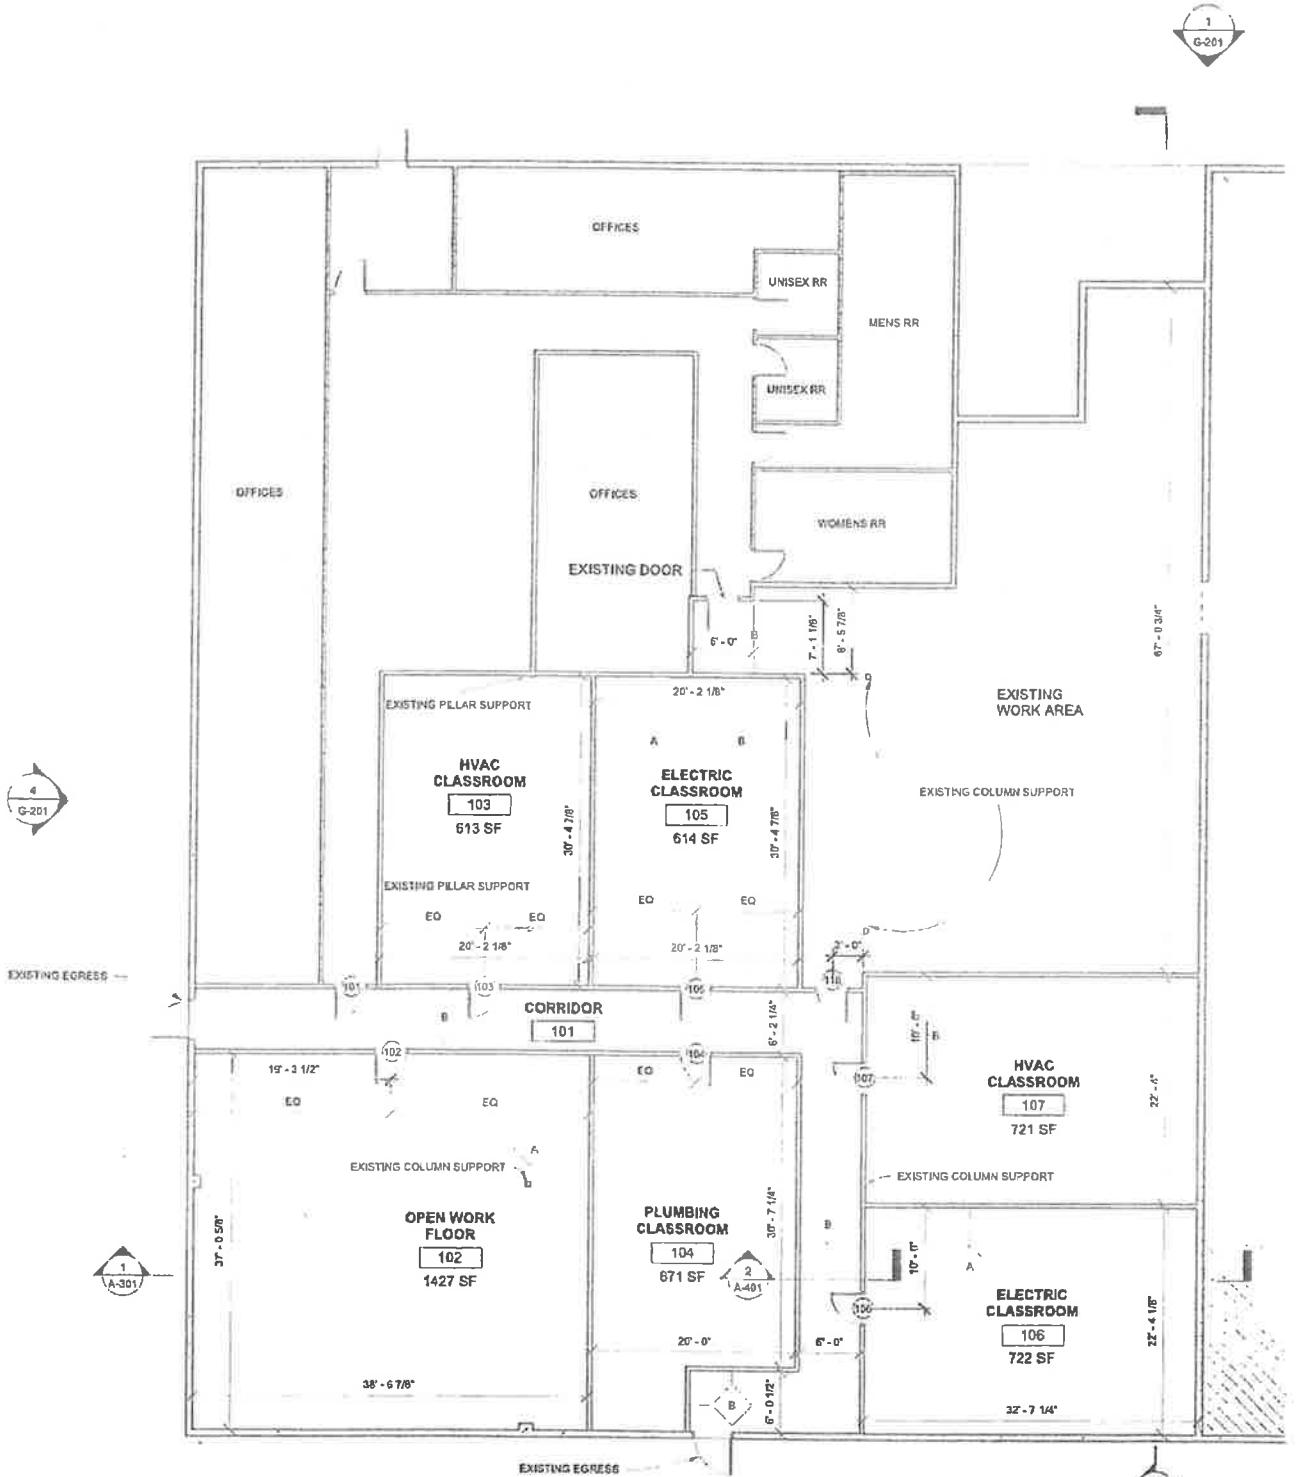 1
G-201
OFFICES
UNISEX RR
MENS RR
UNISEX RR
OFFICES
OFFICES
WOMENS RR
EXISTING DOOR
6' - 0"
B
7' - 1 1/8"
8' - 5 7/8"
67' - 0 3/4"
20' - 2 1/8"
EXISTING PILLAR SUPPORT
EXISTING
WORK AREA
A
B
HVAC
CLASSROOM
103
613 SF
ELECTRIC
CLASSROOM
105
614 SF
30' - 4 7/8"
30' - 4 7/8"
4
G-201
EXISTING COLUMN SUPPORT
EXISTING PILLAR SUPPORT
EQ
EQ
EQ
EQ
20' - 2 1/8"
20' - 2 1/8"
2' - 0"
EXISTING EGRESS
101
103
105
CORRIDOR
101
B
6' - 2 1/4"
102
104
19' - 3 1/2"
EQ
EQ
EQ
EQ
107
HVAC
CLASSROOM
107
721 SF
22' - 4"
A
EXISTING COLUMN SUPPORT
EXISTING COLUMN SUPPORT
OPEN WORK
FLOOR
102
1427 SF
37' - 0 5/8"
PLUMBING
CLASSROOM
104
671 SF
36' - 7 1/4"
B
1
A-301
2
A-401
10' - 0"
A
106
ELECTRIC
CLASSROOM
106
722 SF
22' - 4 1/8"
20' - 0"
6' - 0"
38' - 6 7/8"
B
6' - 0 1/2"
32' - 7 1/4"
EXISTING EGRESS